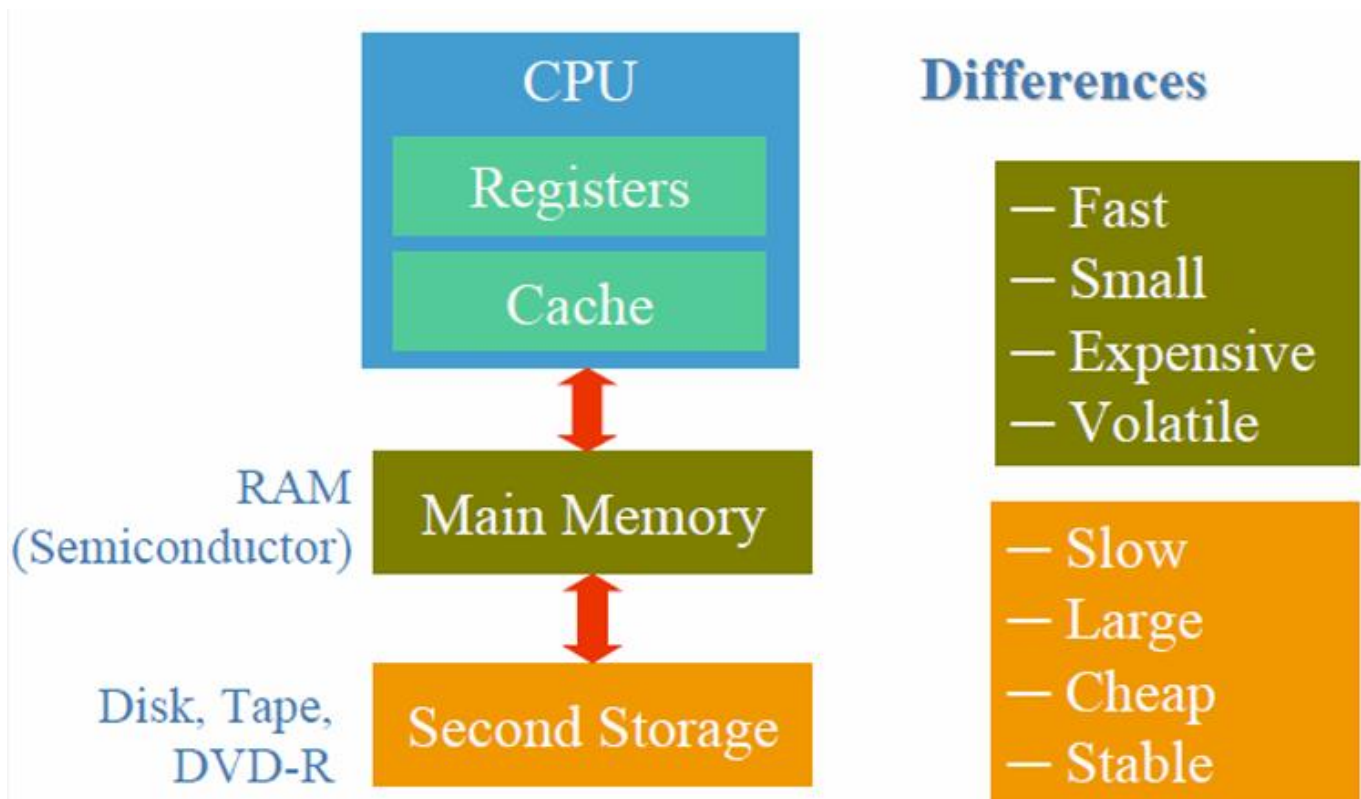 CPU
Registers
Cache
RAM
(Semiconductor)
Main Memory
Disk, Tape,
DVD-R
Second Storage
Differences
— Fast
— Small
— Expensive
— Volatile
— Slow
— Large
— Cheap
— Stable